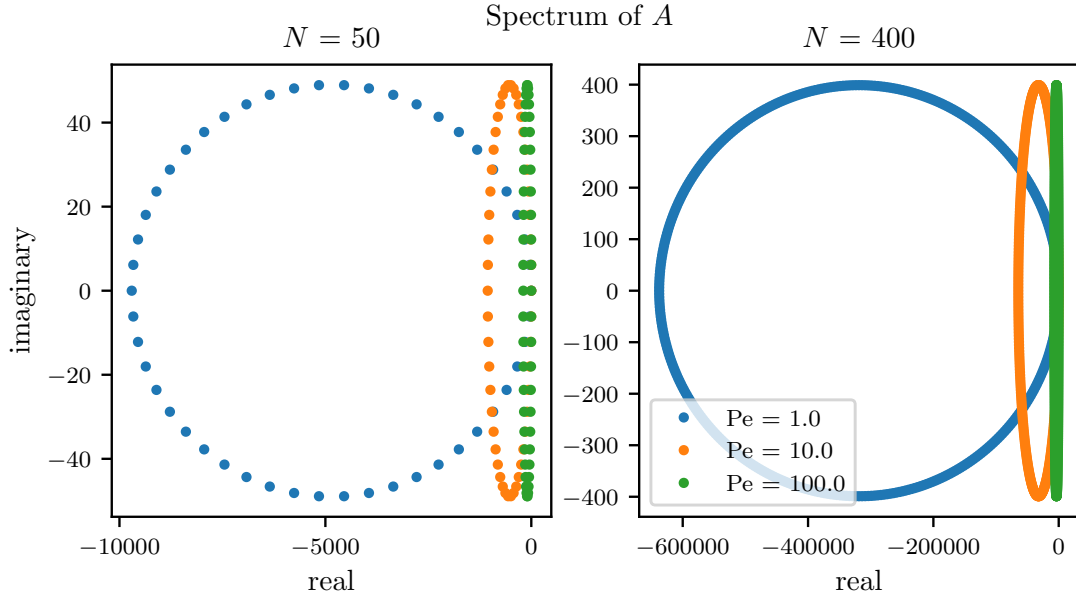 Spectrum of A
N = 50
N = 400
imaginary
40
20
0
−20
−40
−10000
−5000
0
real
400
300
200
100
0
−100
−200
−300
−400
−600000
−400000
−200000
0
real
Pe = 1.0
Pe = 10.0
Pe = 100.0